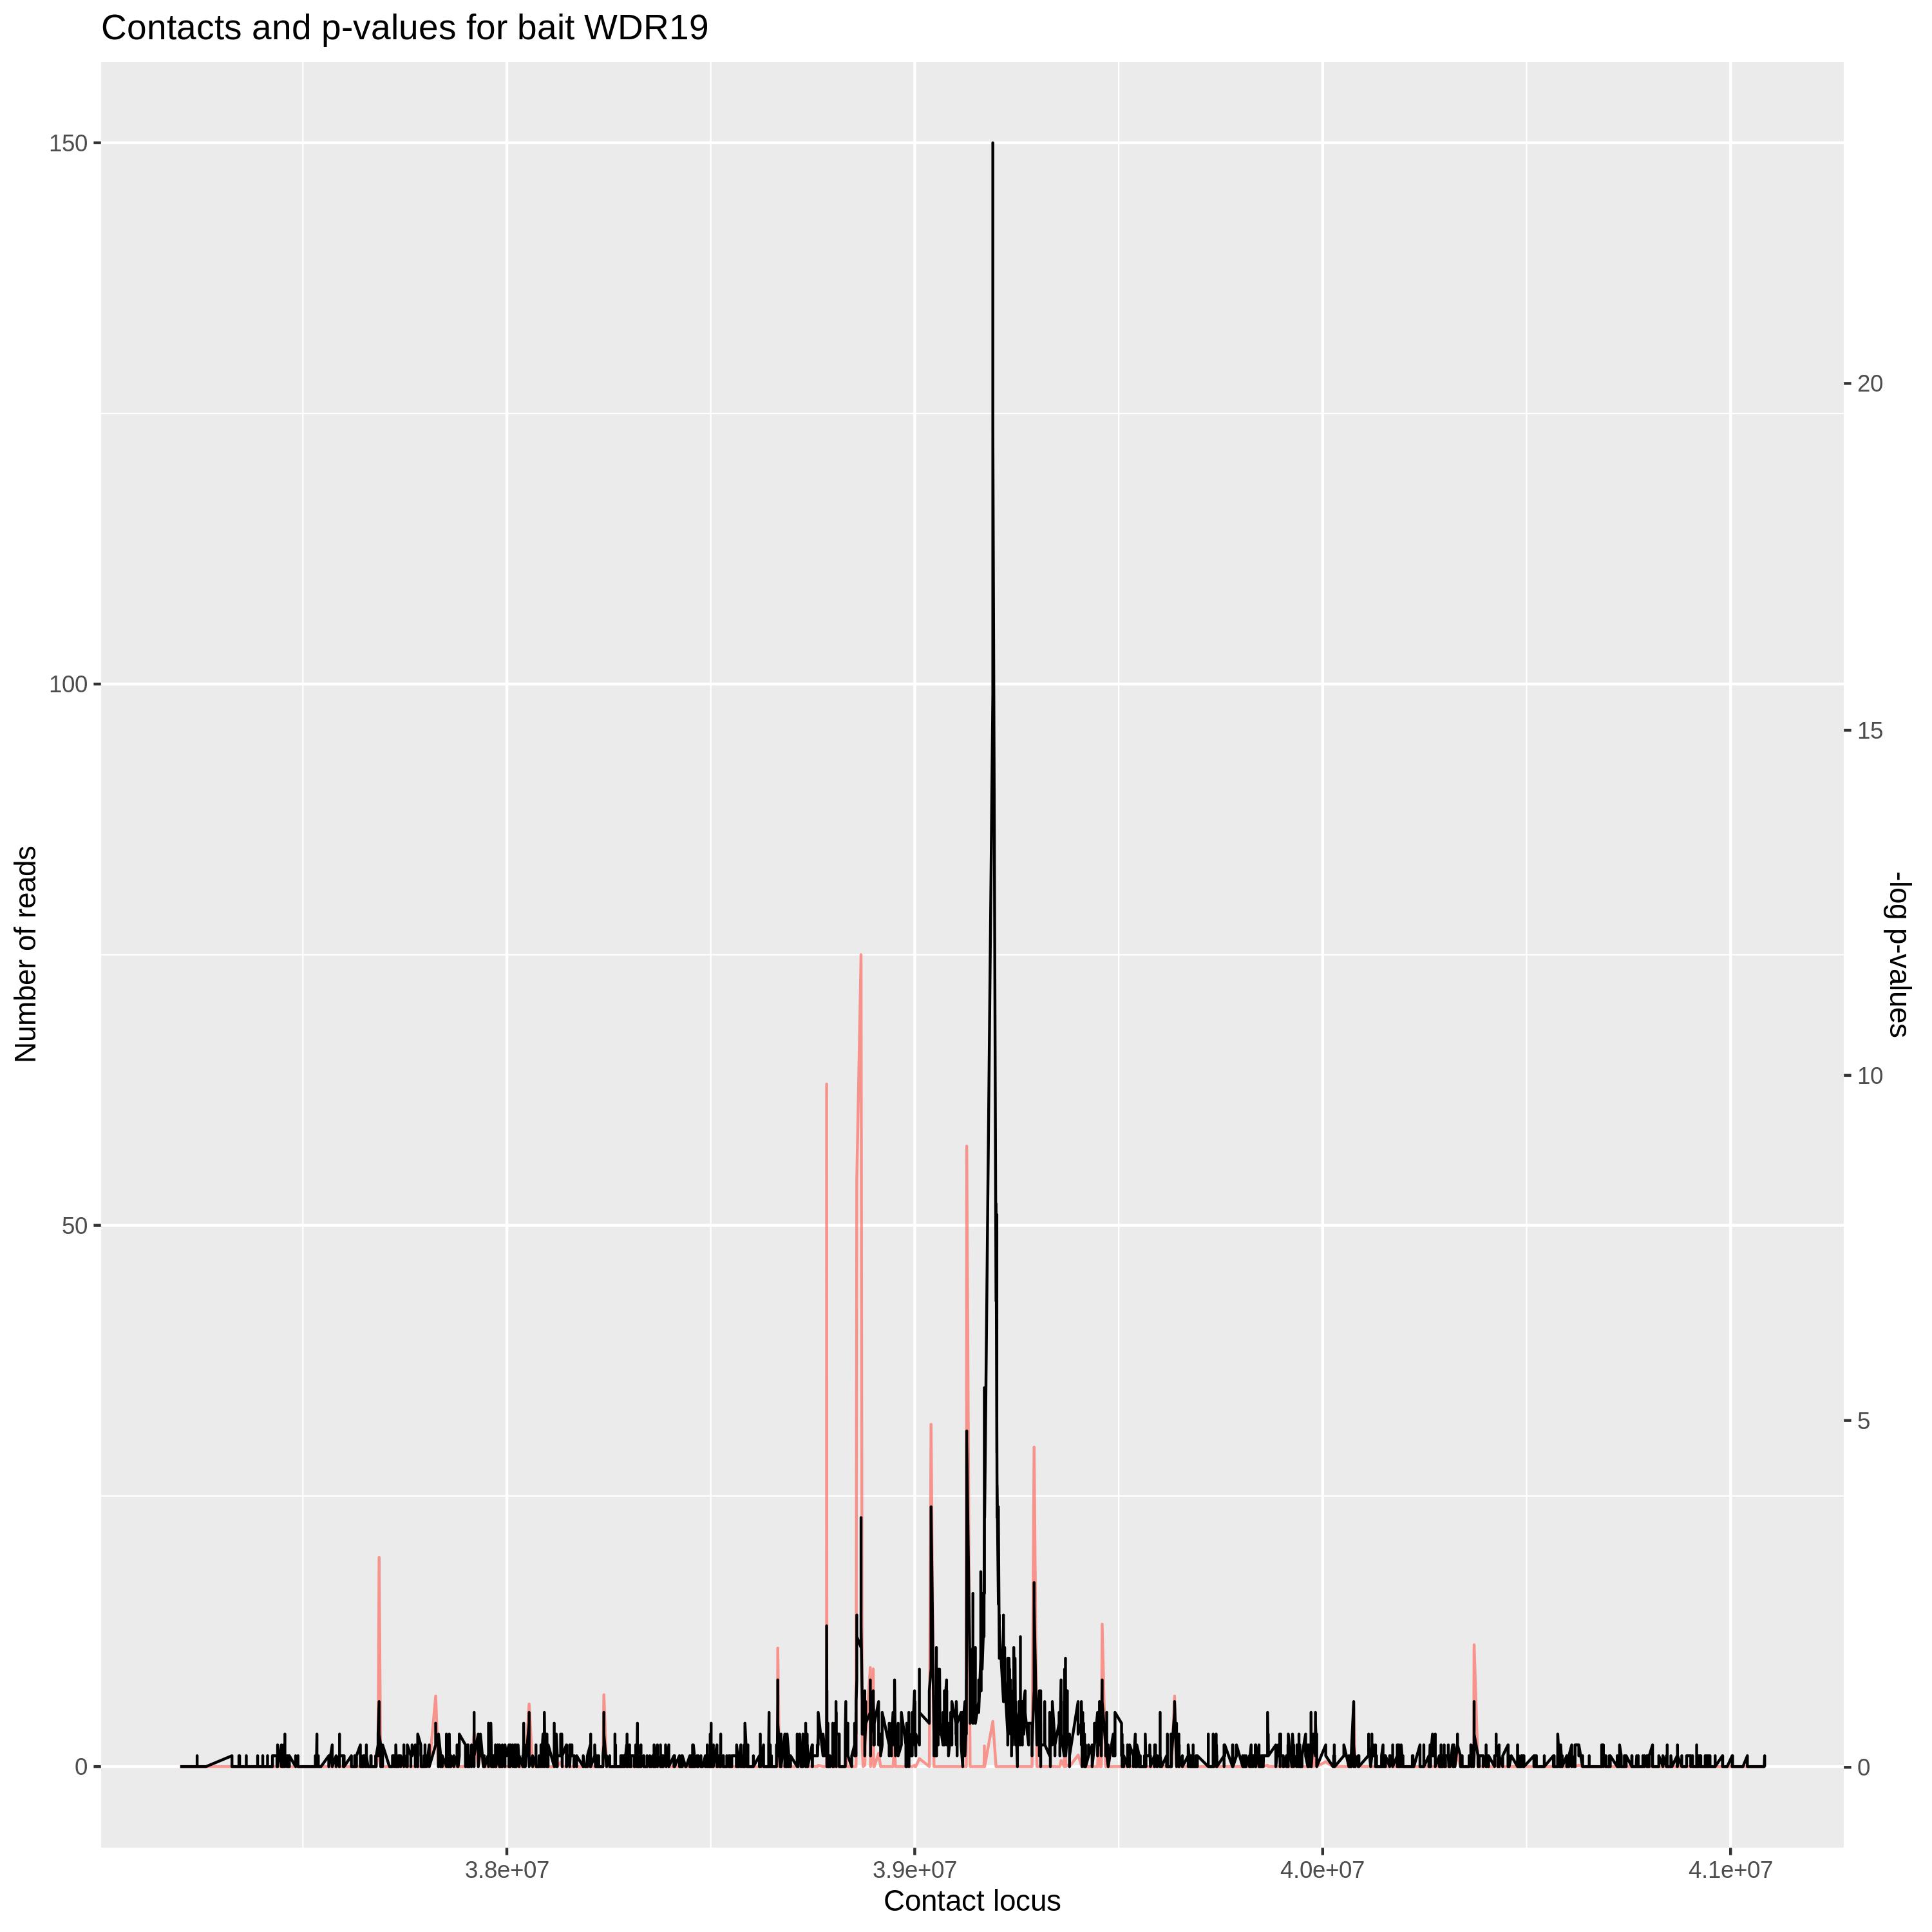 Contacts and p-values for bait WDR19
150
100
50
0
Number of reads
20
15
10
5
0
-log p-values
3.8e+07
3.9e+07
4.0e+07
4.1e+07
Contact locus